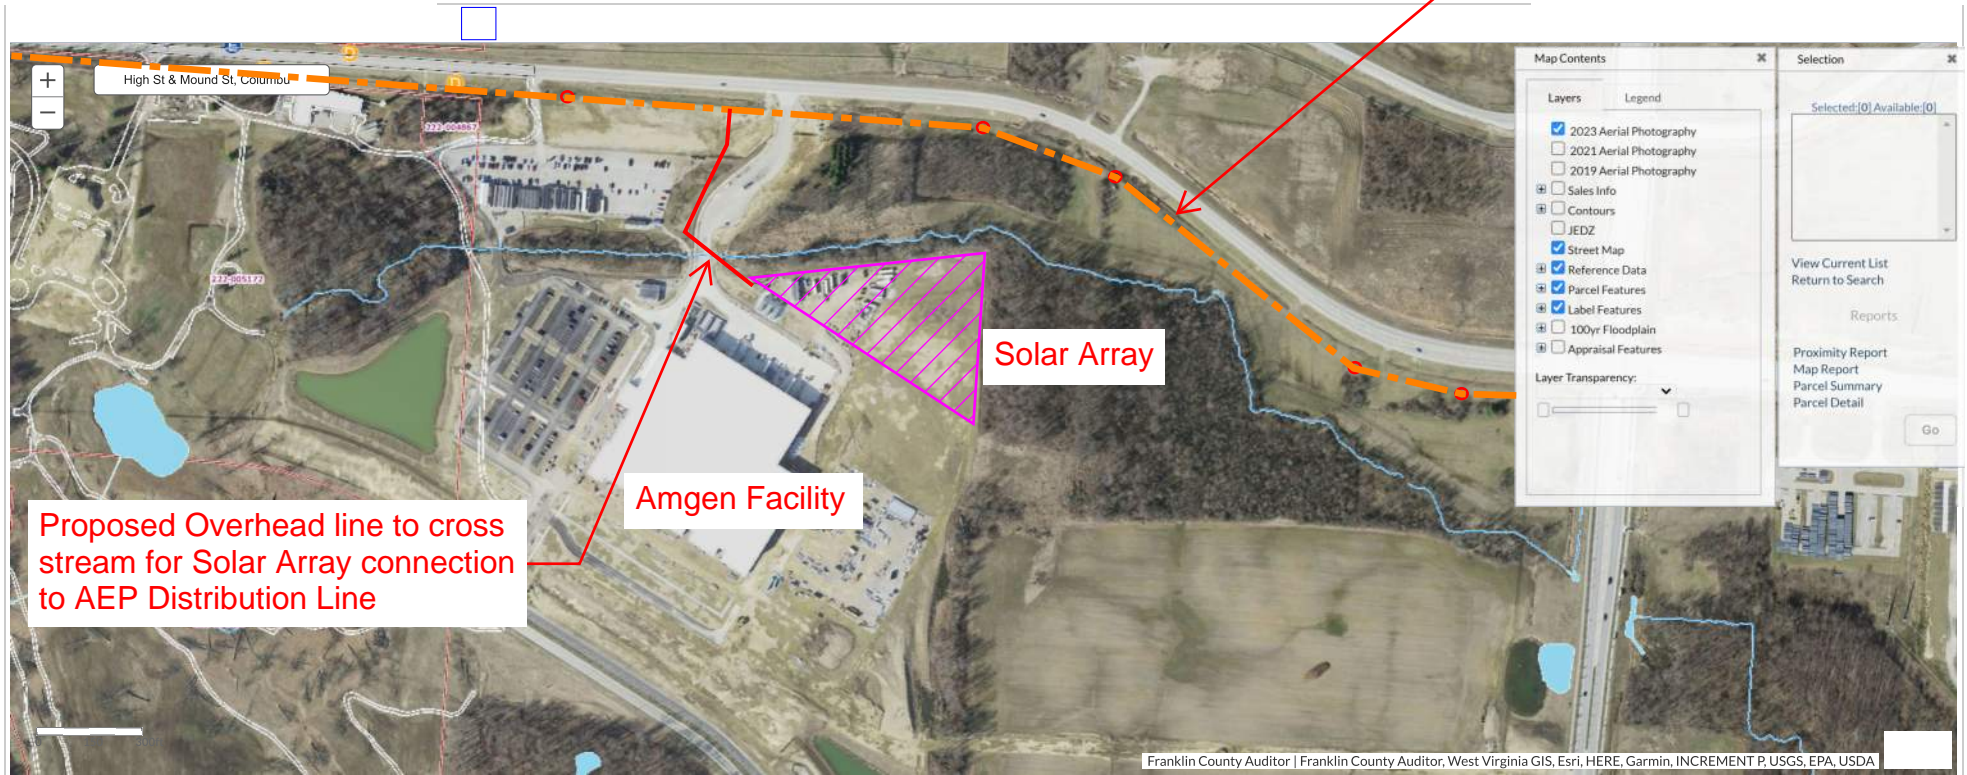 High St & Mound St, Columbu
222-004867
222-005172
Solar Array
Amgen Facility
Proposed Overhead line to cross
stream for Solar Array connection
to AEP Distribution Line
Map Contents
Layers
Legend
2023 Aerial Photography
2021 Aerial Photography
2019 Aerial Photography
Sales Info
Contours
JEDZ
Street Map
Reference Data
Parcel Features
Label Features
100yr Floodplain
Appraisal Features
Layer Transparency:
Selection
Selected:[0] Available:[0]
View Current List
Return to Search
Reports
Proximity Report
Map Report
Parcel Summary
Parcel Detail
Go
Franklin County Auditor | Franklin County Auditor, West Virginia GIS, Esri, HERE, Garmin, INCREMENT P, USGS, EPA, USDA